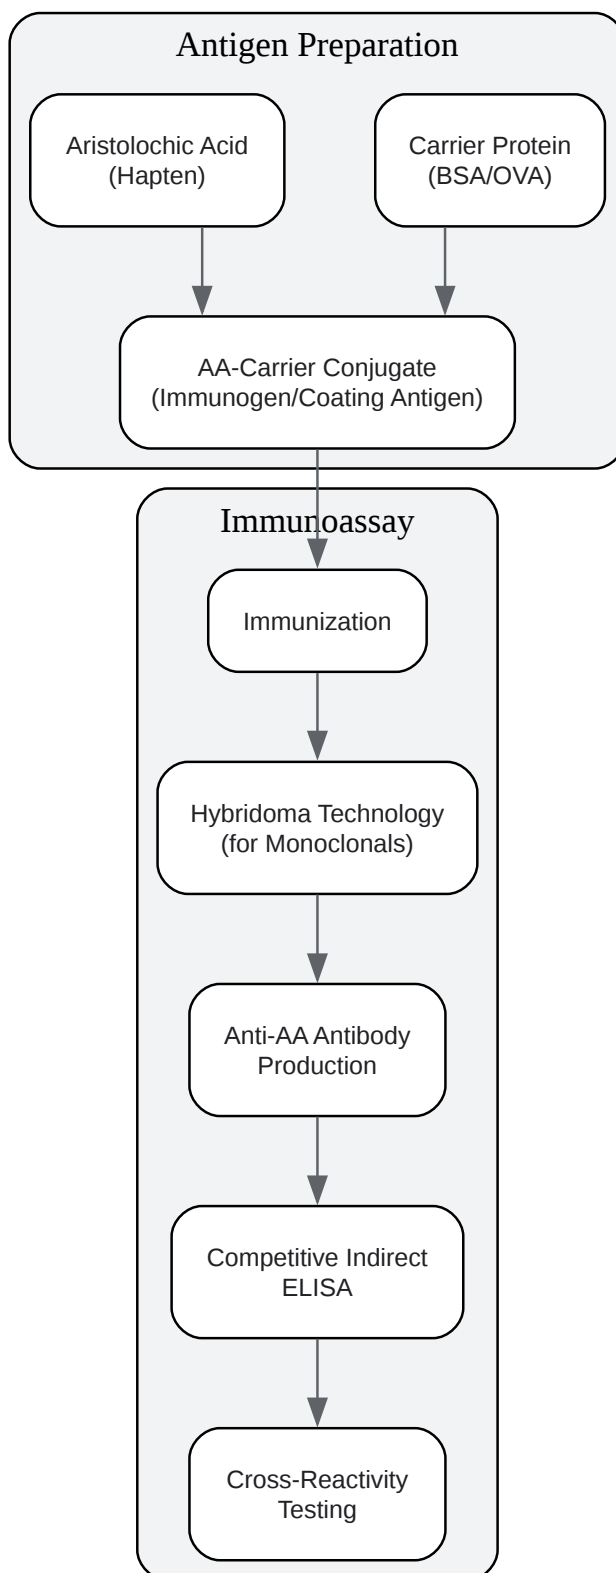 Antigen Preparation
Aristolochic Acid
(Hapten)
Carrier Protein
(BSA/OVA)
AA-Carrier Conjugate
(Immunogen/Coating Antigen)
Immunoassay
Immunization
Hybridoma Technology
(for Monoclonals)
Anti-AA Antibody
Production
Competitive Indirect
ELISA
Cross-Reactivity
Testing